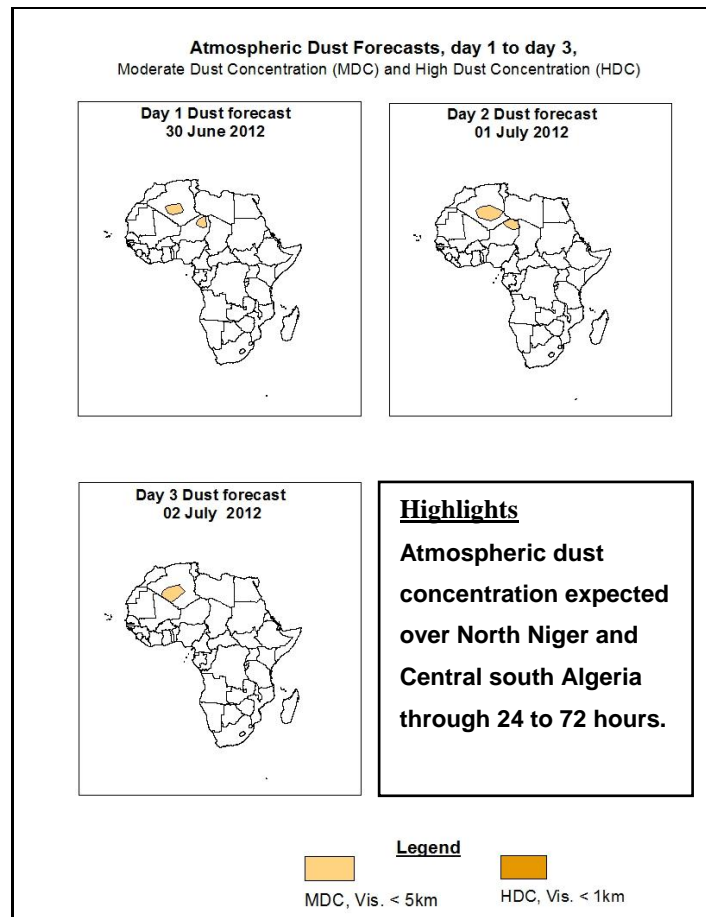 Atmospheric Dust Forecasts, day 1 to day 3,
Moderate Dust Concentration (MDC) and High Dust Concentration (HDC)
Day 1 Dust forecast
30 June 2012
Day 2 Dust forecast
01 July 2012
Day 3 Dust forecast
02 July 2012
Highlights
Atmospheric dust
concentration expected
over North Niger and
Central south Algeria
through 24 to 72 hours.
Legend
MDC, Vis. < 5km
HDC, Vis. < 1km